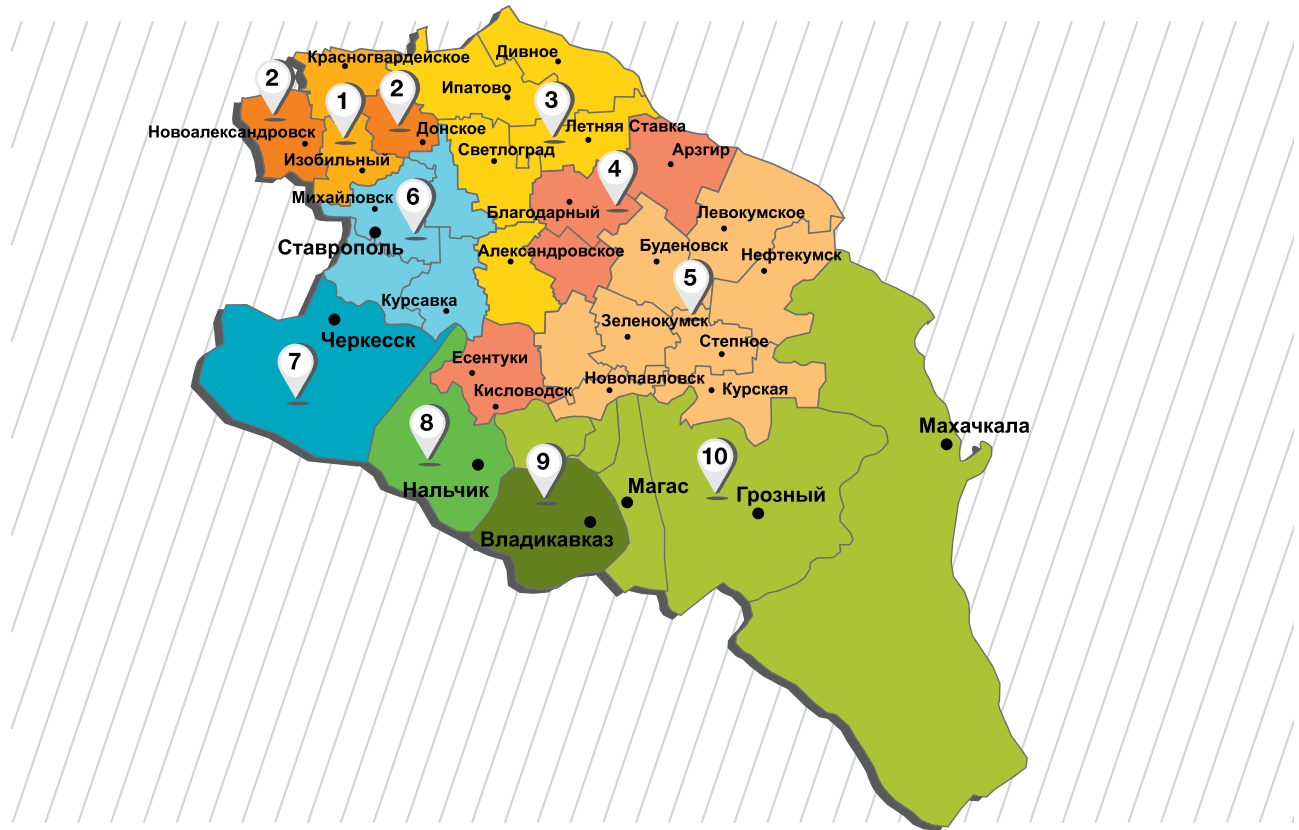 Дивное
Красногвардейское
2
Ипатово
2
1
3
Новоалександровск
Донское
Летняя Ставка
Светлоград
Арзгир
Изобильный
4
Михайловск
6
Благодарный
Левокумское
Ставрополь
Александровское
Буденовск
Нефтекумск
5
Курсавка
Зеленокумск
Черкесск
Степное
7
Есентуки
Новопавловск
Кисловодск
Курская
8
Махачкала
9
10
Нальчик
Магас
Грозный
Владикавказ